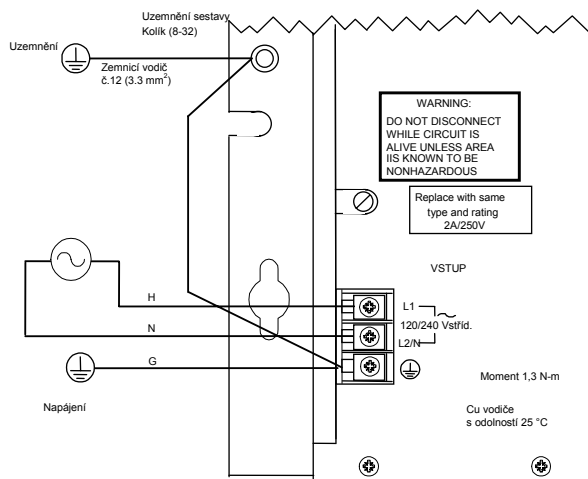 Uzemnění sestavy
Kolík (8-32)
Uzemnění
Zemnicí vodič
č.12 (3.3 mm²)
WARNING:
DO NOT DISCONNECT
WHILE CIRCUIT IS
ALIVE UNLESS AREA
IIS KNOWN TO BE
NONHAZARDOUS
Replace with same
type and rating
2A/250V
VSTUP
H
L1
120/240 Vstříd.
N
L2/N
G
Napájení
Moment 1,3 N-m
Cu vodiče
s odolností 25 °C